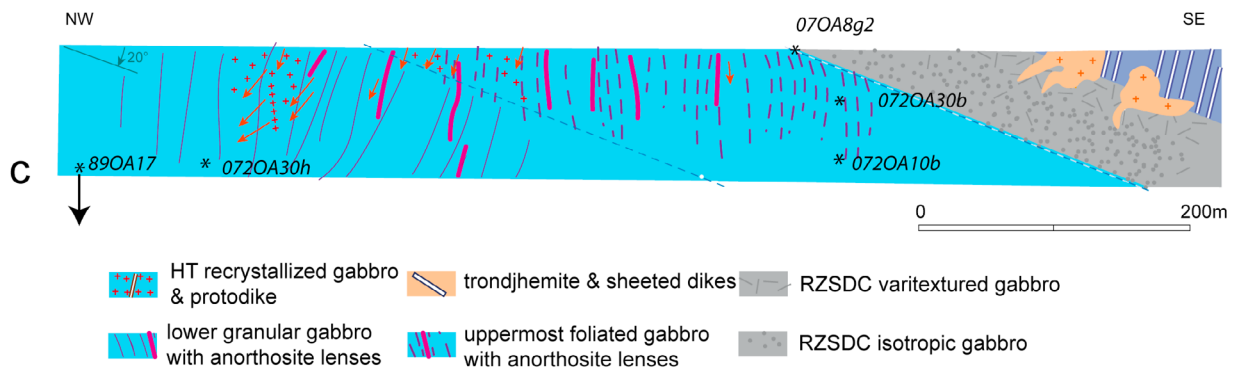 NW
07OA8g2
SE
20°
072OA30b
C
89OA17
072OA30h
072OA10b
0
200m
HT recrystallized gabbro
& protodike
trondjhemite & sheeted dikes
RZSDC varitextured gabbro
lower granular gabbro
with anorthosite lenses
uppermost foliated gabbro
with anorthosite lenses
RZSDC isotropic gabbro